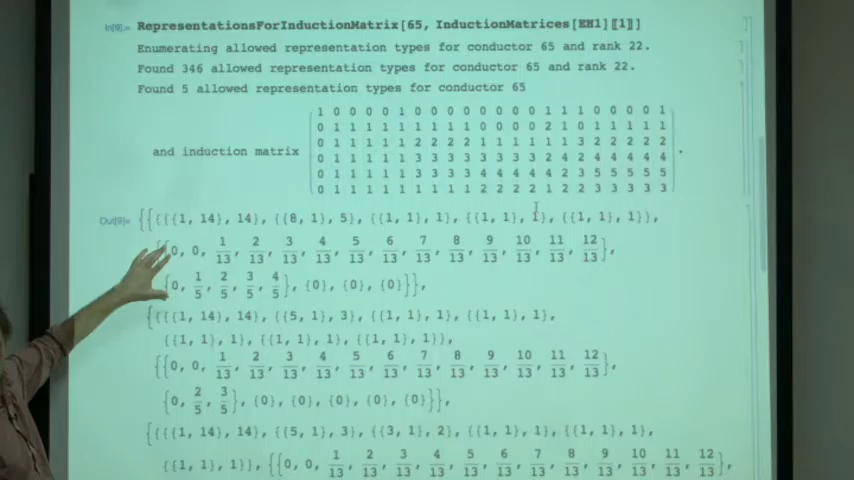 In[9]:= RepresentationsForInductionMatrix[65, InductionMatrices[EH1][[1]]]
Enumerating allowed representation types for conductor 65 and rank 22.
Found 346 allowed representation types for conductor 65 and rank 22.
Found 5 allowed representation types for conductor 65
1 0 0 0 0 1 0 0 0 0 0 0 0 0 1 1 1 0 0 0 0 1
0 1 1 1 1 1 1 1 1 1 0 0 0 0 2 1 0 1 1 1 1 1
0 1 1 1 1 1 2 2 2 2 1 1 1 1 1 1 3 2 2 2 2 2
and induction matrix 0 1 1 1 1 1 3 3 3 3 3 3 3 3 2 4 2 4 4 4 4 4 .
0 1 1 1 1 1 3 3 3 3 4 4 4 4 4 2 3 5 5 5 5 5
0 1 1 1 1 1 1 1 1 1 2 2 2 2 1 2 2 3 3 3 3 3
Out[9]= {{{{{1, 14}, 14}, {{8, 1}, 5}, {{1, 1}, 1}, {{1, 1}, 1}, {{1, 1}, 1}},
{{0, 0, 1/13, 2/13, 3/13, 4/13, 5/13, 6/13, 7/13, 8/13, 9/13, 10/13, 11/13, 12/13},
{0, 1/5, 2/5, 3/5, 4/5}, {0}, {0}, {0}}},
{{{{1, 14}, 14}, {{5, 1}, 3}, {{1, 1}, 1}, {{1, 1}, 1},
{{1, 1}, 1}, {{1, 1}, 1}, {{1, 1}, 1}},
{{0, 0, 1/13, 2/13, 3/13, 4/13, 5/13, 6/13, 7/13, 8/13, 9/13, 10/13, 11/13, 12/13},
{0, 2/5, 3/5}, {0}, {0}, {0}, {0}, {0}}},
{{{{1, 14}, 14}, {{5, 1}, 3}, {{3, 1}, 2}, {{1, 1}, 1}, {{1, 1}, 1},
{{1, 1}, 1}}, {{0, 0, 1/13, 2/13, 3/13, 4/13, 5/13, 6/13, 7/13, 8/13, 9/13, 10/13, 11/13, 12/13},